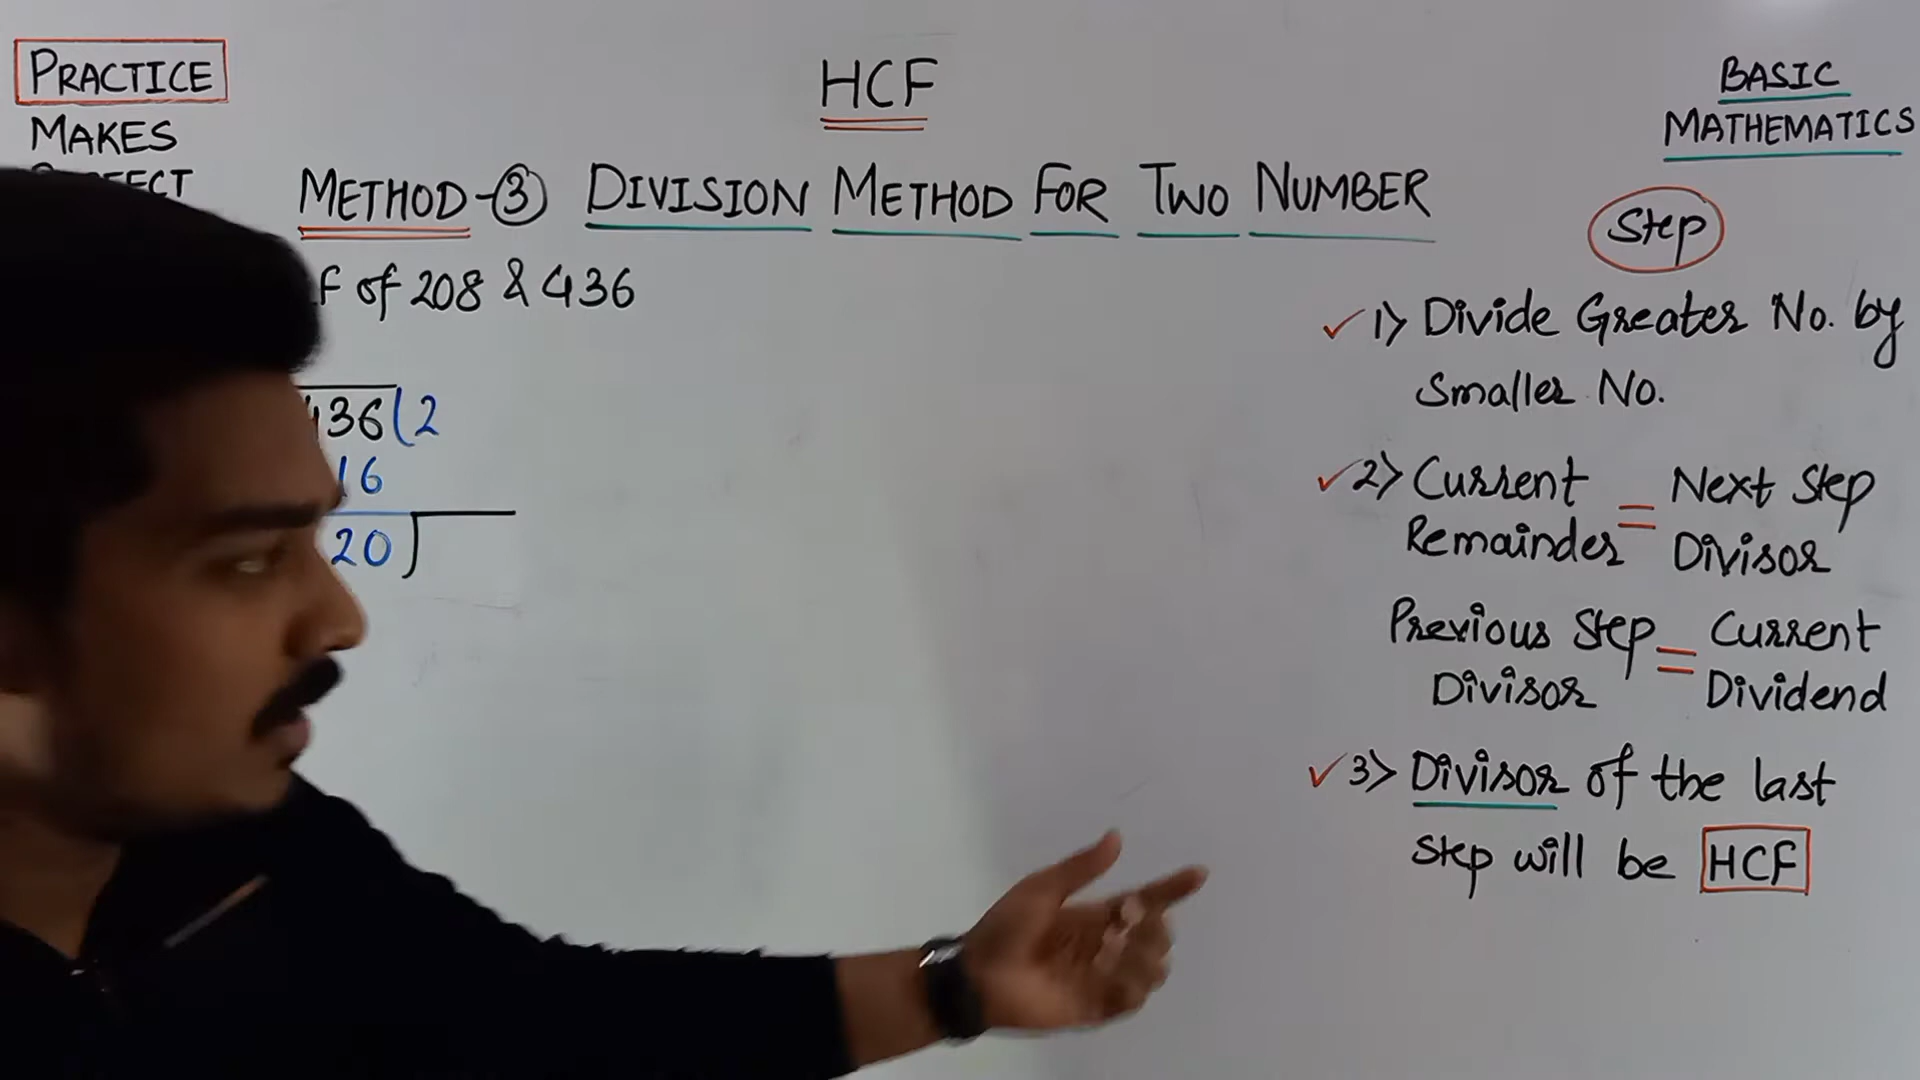 PRACTICE
MAKES
HCF
BASIC
MATHEMATICS
METHOD-③ DIVISION METHOD FOR TWO NUMBER
of 208 & 436
36(2
16
20)
Step
✓ 1> Divide Greater No. by
Smaller No.
✓ 2> Current Remainder = Next Step Divisor
Previous Step Divisor = Current Dividend
✓ 3> Divisor of the last
step will be HCF